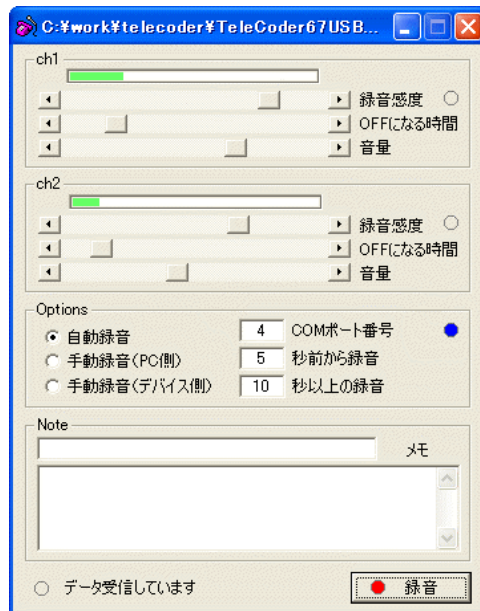 C:¥work¥telecoder¥TeleCoder67USB...
ch1
録音感度
OFFになる時間
音量
ch2
録音感度
OFFになる時間
音量
Options
自動録音 4 COMポート番号
手動録音(PC側) 5 秒前から録音
手動録音(デバイス側) 10 秒以上の録音
Note
メモ
データ受信しています 録音